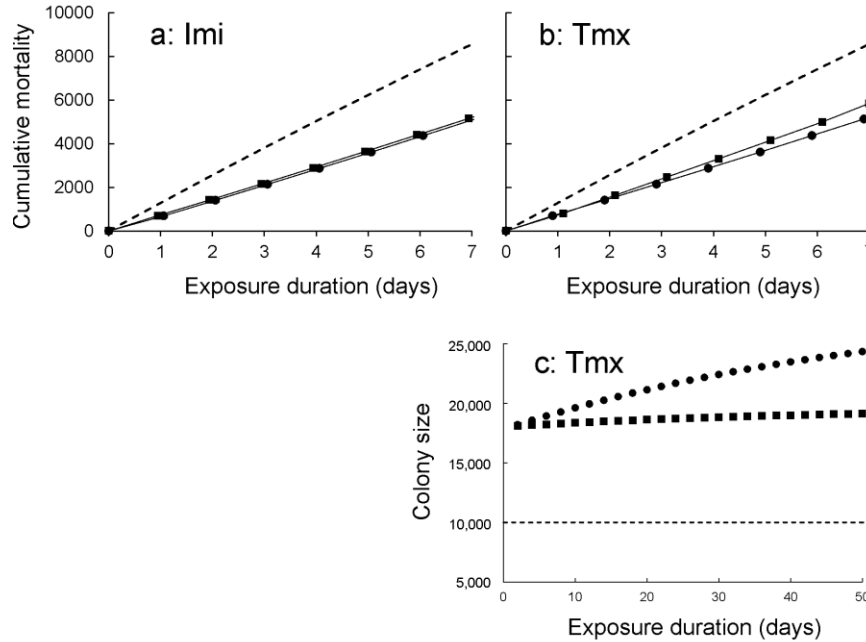 a: Imi
Cumulative mortality
10000
8000
6000
4000
2000
0
0 1 2 3 4 5 6 7
Exposure duration (days)
b: Tmx
0 1 2 3 4 5 6
Exposure duration (days)
c: Tmx
Colony size
25,000
20,000
15,000
10,000
5,000
0 10 20 30 40 50
Exposure duration (days)